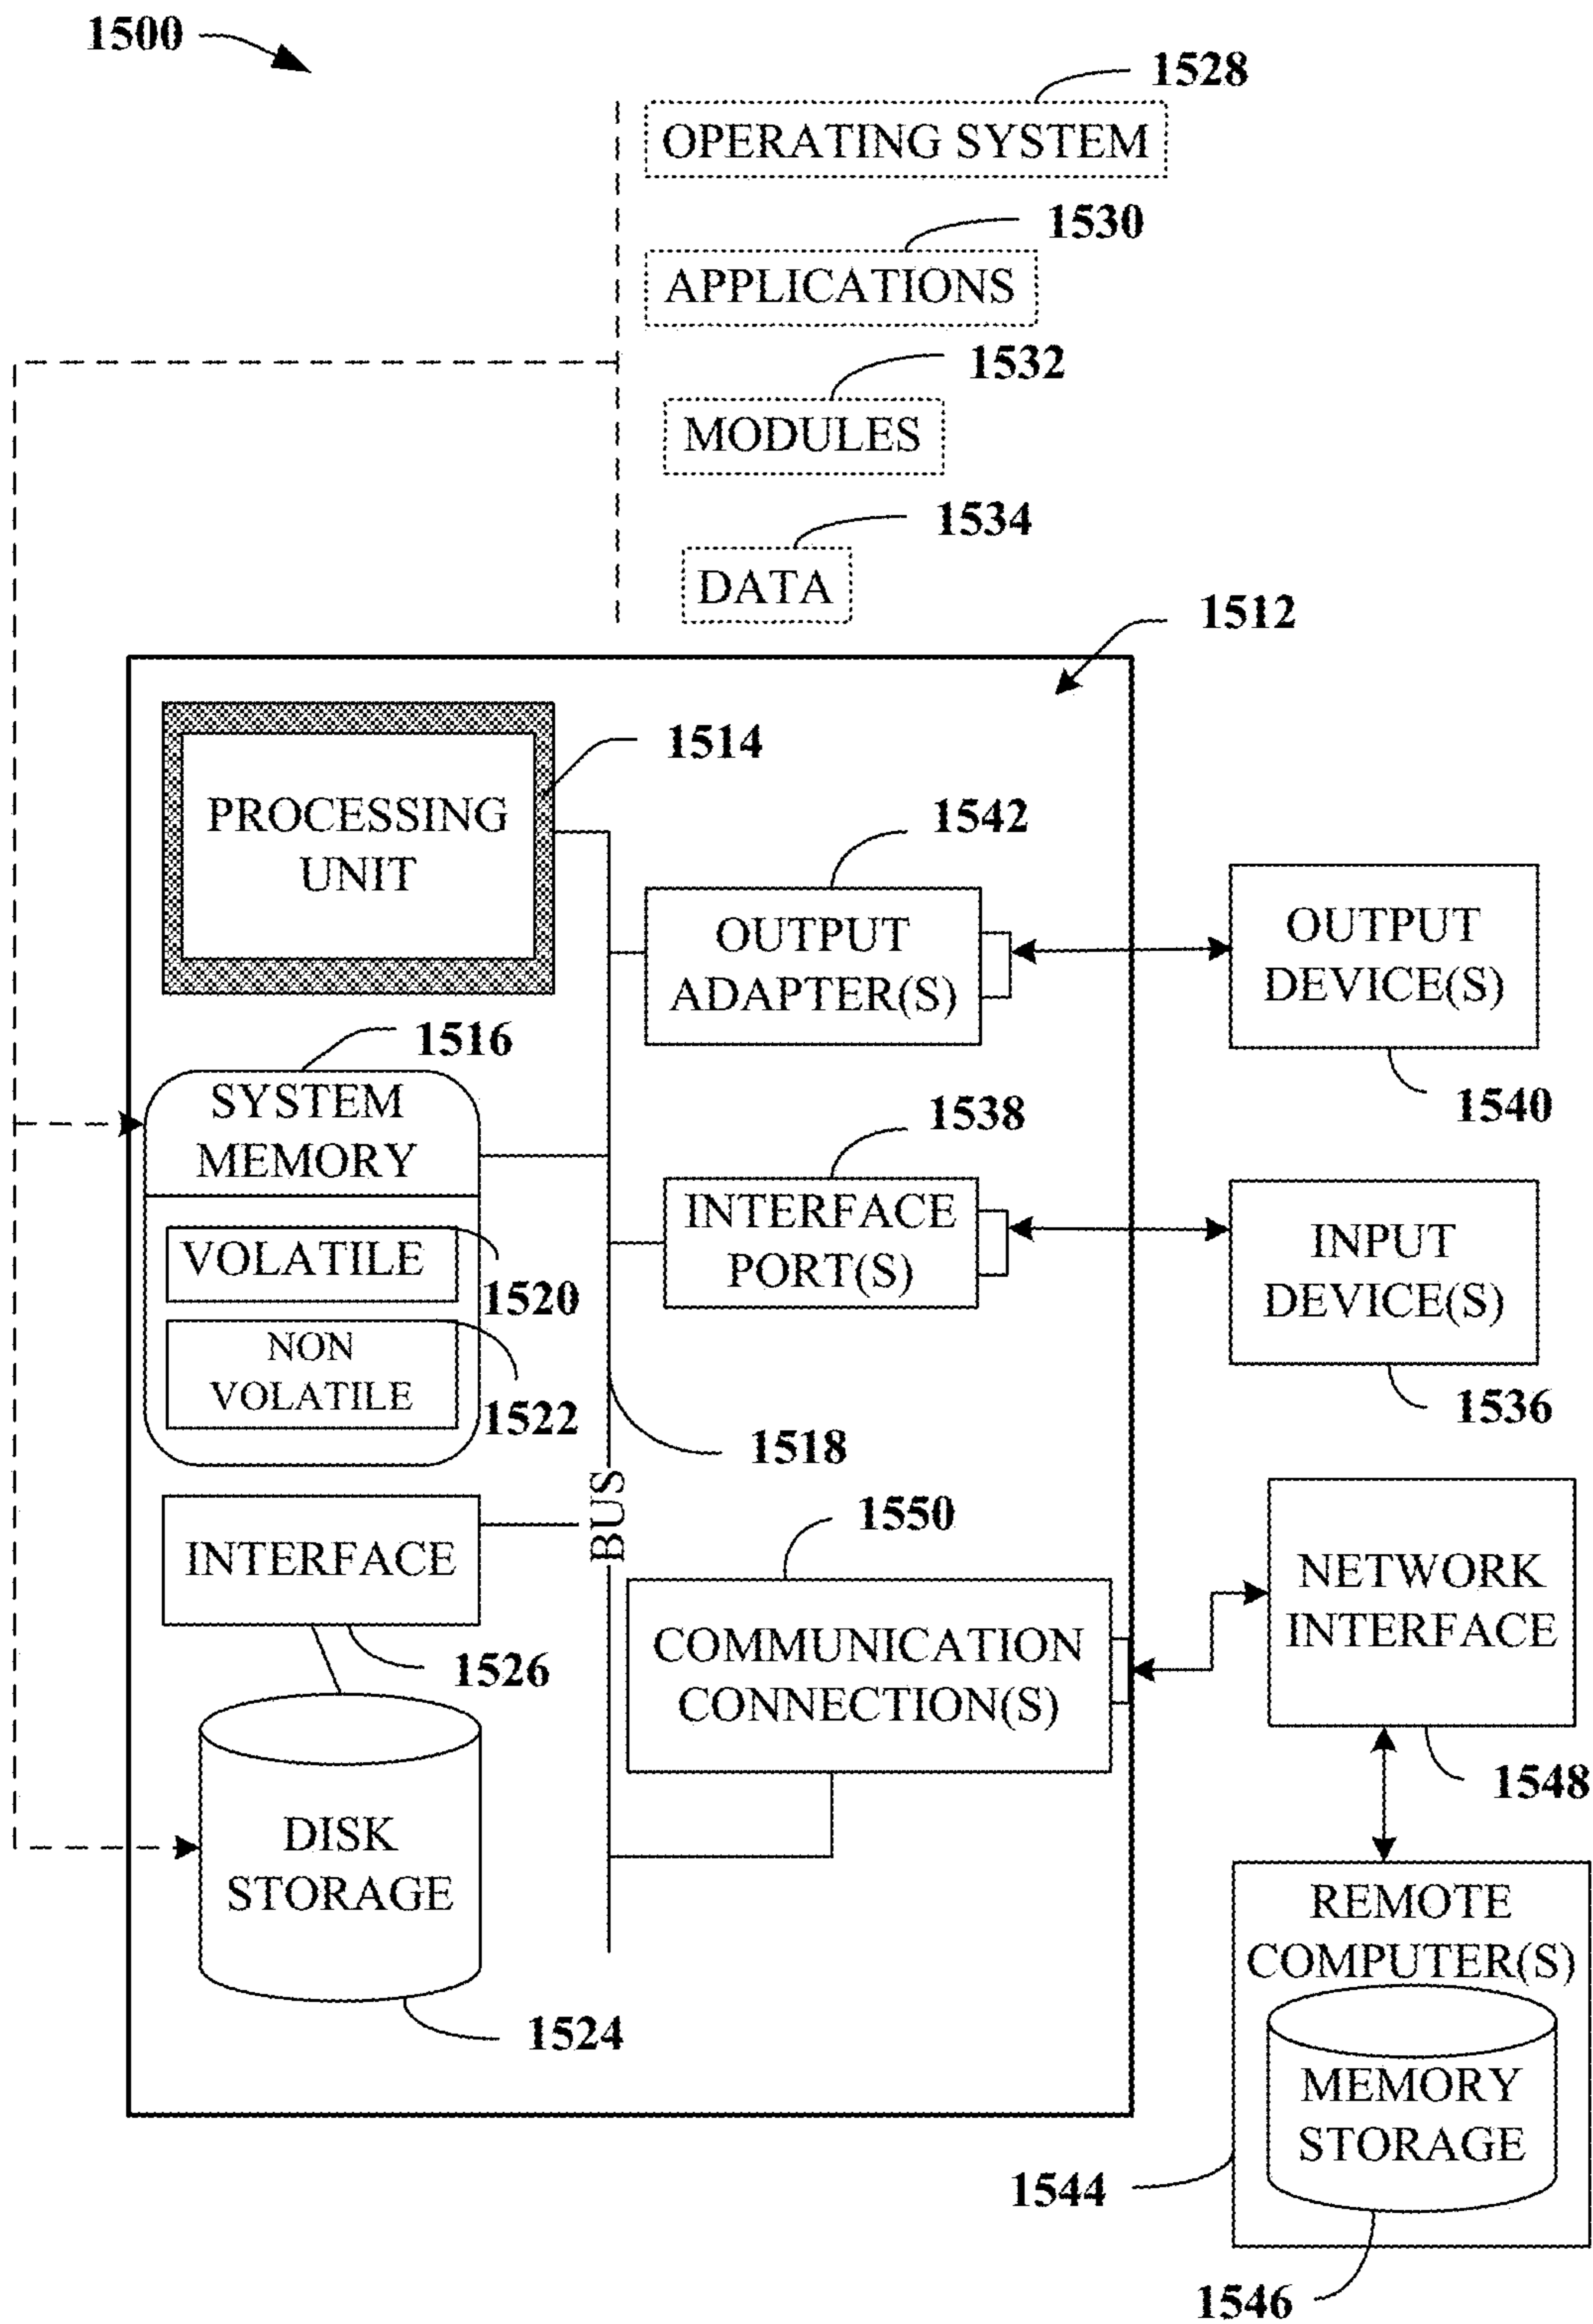 1500
1528
OPERATING SYSTEM
1530
APPLICATIONS
1532
MODULES
1534
DATA
1512
1514
PROCESSING
UNIT
1542
OUTPUT
ADAPTER(S)
OUTPUT
DEVICE(S)
1540
1516
SYSTEM
MEMORY
VOLATILE
1520
NON
VOLATILE
1522
1538
INTERFACE
PORT(S)
INPUT
DEVICE(S)
1536
1518
BUS
INTERFACE
1526
1550
COMMUNICATION
CONNECTION(S)
NETWORK
INTERFACE
1548
DISK
STORAGE
1524
REMOTE
COMPUTER(S)
MEMORY
STORAGE
1544
1546